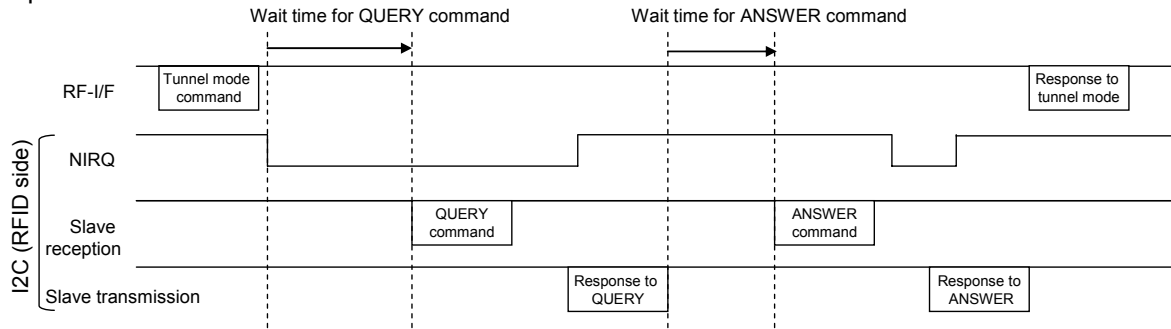 Wait time for QUERY command
Wait time for ANSWER command
RF-I/F
Tunnel mode
command
Response to
tunnel mode
I2C (RFID side)
NIRQ
Slave
reception
QUERY
command
ANSWER
command
Slave transmission
Response to
QUERY
Response to
ANSWER